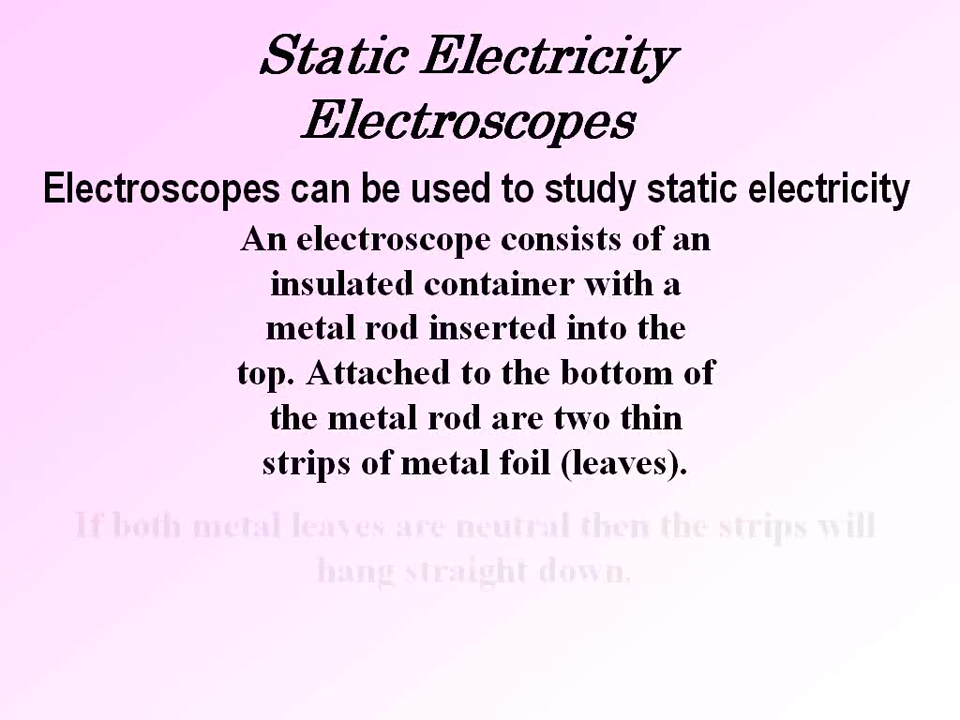 Static Electricity
Electroscopes
Electroscopes can be used to study static electricity
An electroscope consists of an
insulated container with a
metal rod inserted into the
top. Attached to the bottom of
the metal rod are two thin
strips of metal foil (leaves).
If both metal leaves are neutral then the strips will
hang straight down.